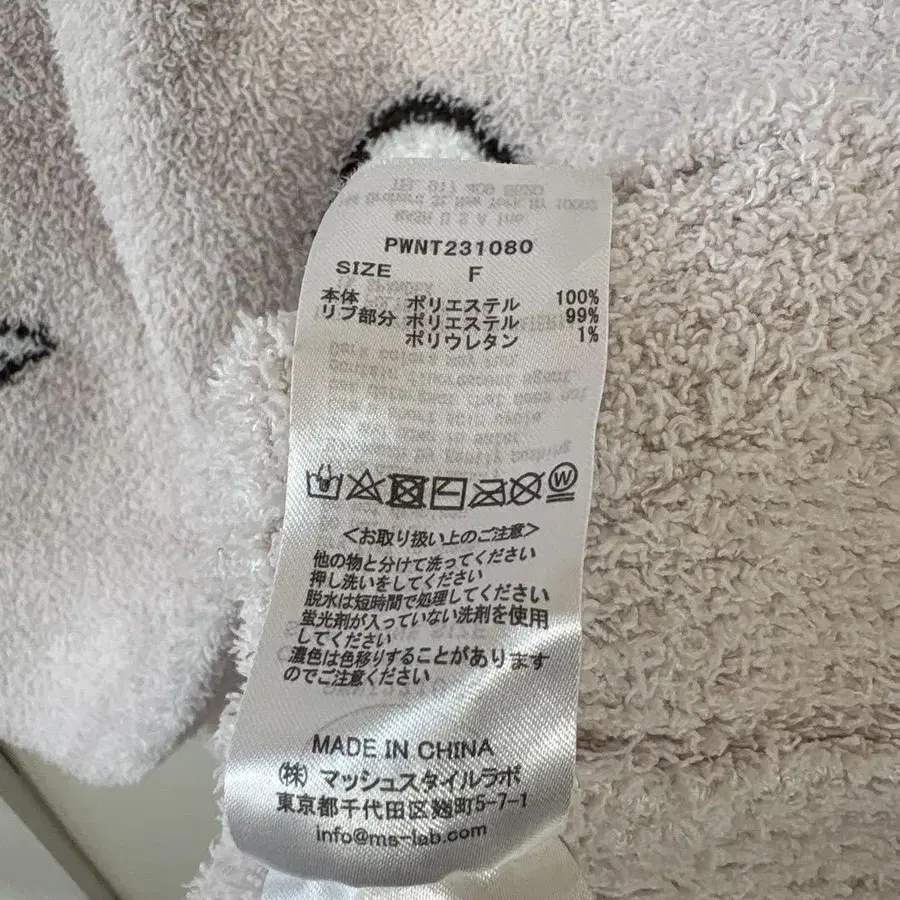 PWNT231080
SIZE F
本体 ポリエステル 100%
リブ部分 ポリエステル 99%
ポリウレタン 1%
W
<お取り扱い上のご注意>
他の物と分けて洗ってください
押し洗いをしてください
脱水は短時間で処理してください
蛍光剤が入っていない洗剤を使用
してください
濃色は色移りすることがあります
のでご注意ください
MADE IN CHINA
(株) マッシュスタイルラボ
東京都千代田区麹町5-7-1
info@ms-lab.com